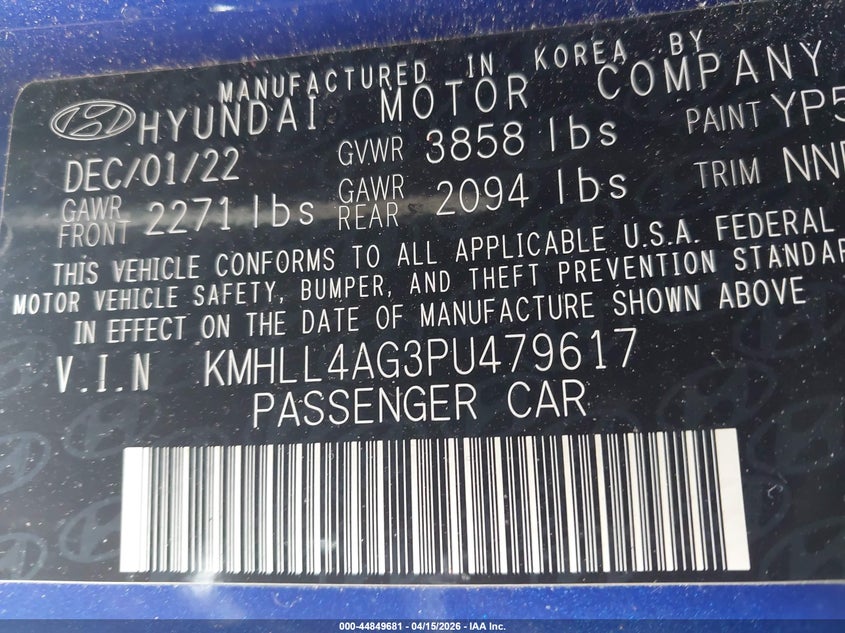 MANUFACTURED IN KOREA BY
HYUNDAI MOTOR COMPANY
DEC/01/22 GVWR 3858 lbs PAINT YP5
GAWR FRONT 2271 lbs GAWR REAR 2094 lbs TRIM NN
THIS VEHICLE CONFORMS TO ALL APPLICABLE U.S.A. FEDERAL
MOTOR VEHICLE SAFETY, BUMPER, AND THEFT PREVENTION STANDAR
IN EFFECT ON THE DATE OF MANUFACTURE SHOWN ABOVE
V.I.N KMHLL4AG3PU479617
PASSENGER CAR
000-44849681 - 04/15/2026 - IAA Inc.